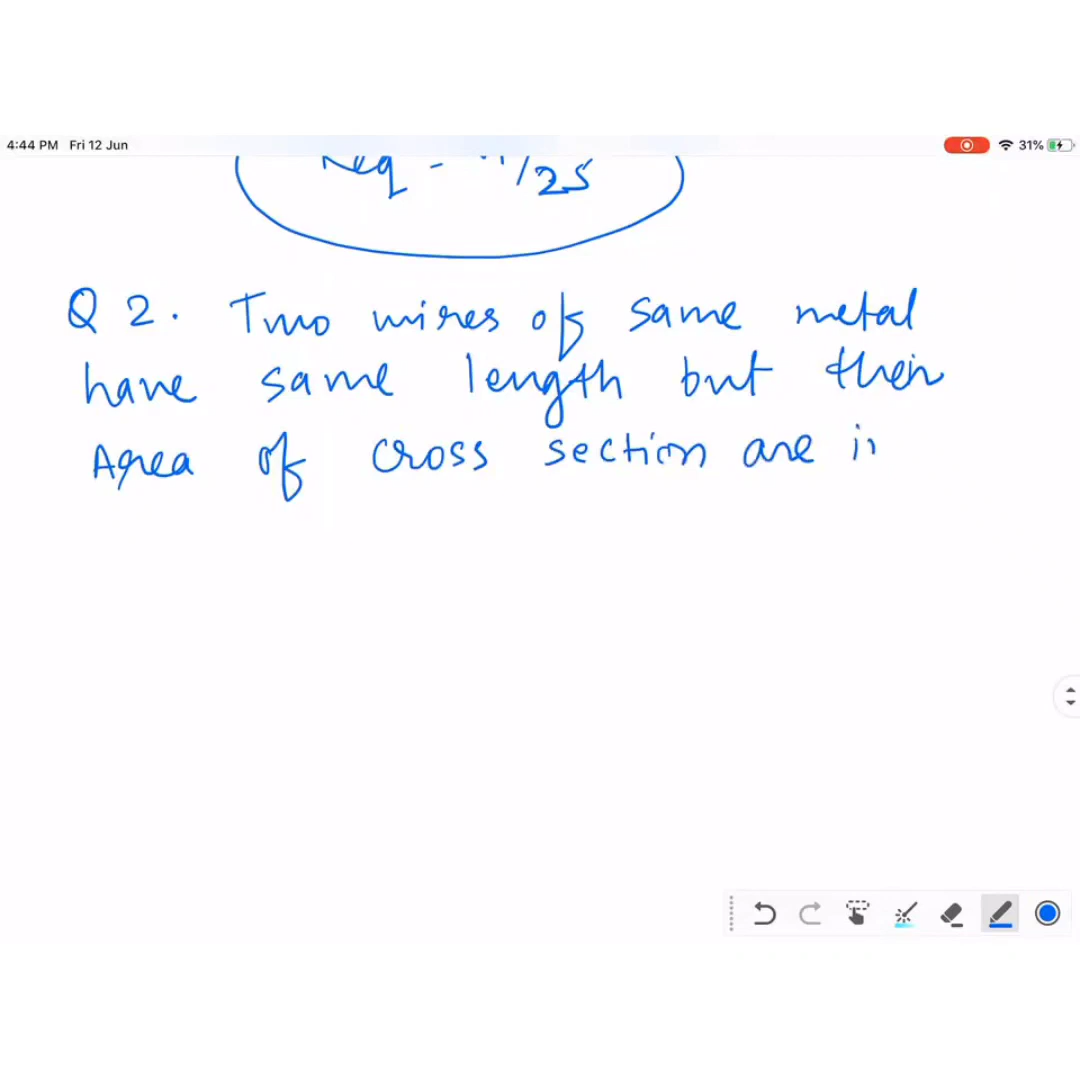 4:44 PM Fri 12 Jun
31%
/25
Q 2. Two wires of same metal
have same length but their
Area of cross section are in